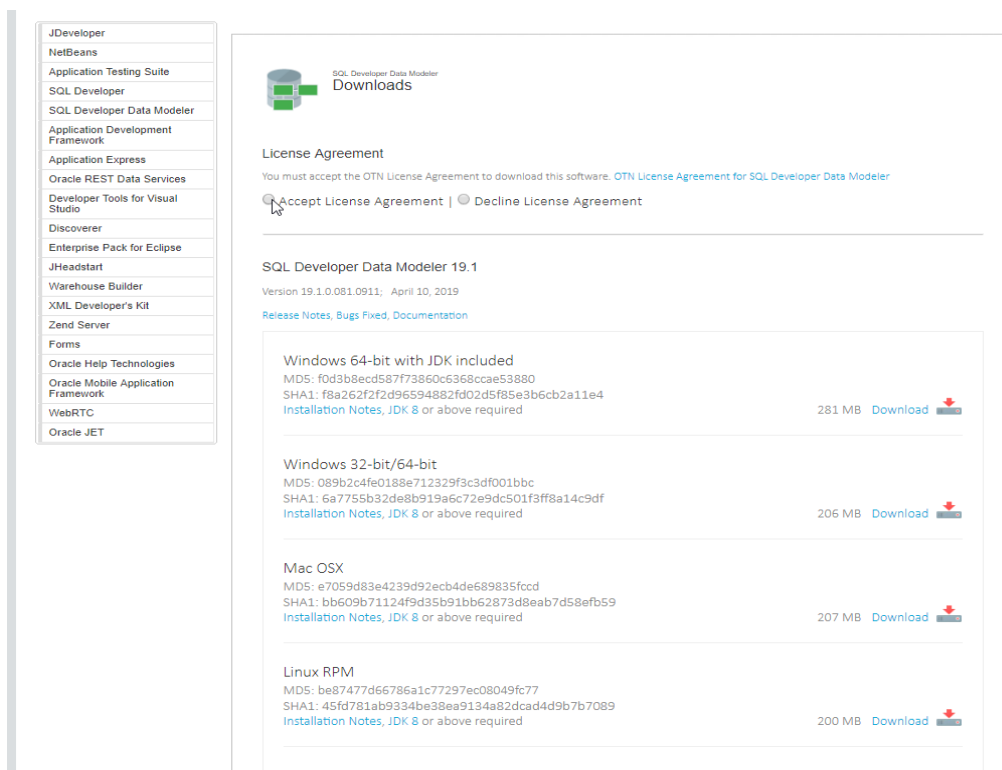 JDeveloper
NetBeans
Application Testing Suite
SQL Developer
SQL Developer Data Modeler
Application Development
Framework
Application Express
Oracle REST Data Services
Developer Tools for Visual
Studio
Discoverer
Enterprise Pack for Eclipse
JHeadstart
Warehouse Builder
XML Developer's Kit
Zend Server
Forms
Oracle Help Technologies
Oracle Mobile Application
Framework
WebRTC
Oracle JET
SQL Developer Data Modeler
Downloads
License Agreement
You must accept the OTN License Agreement to download this software. OTN License Agreement for SQL Developer Data Modeler
Accept License Agreement | Decline License Agreement
SQL Developer Data Modeler 19.1
Version 19.1.0.081.0911; April 10, 2019
Release Notes, Bugs Fixed, Documentation
Windows 64-bit with JDK included
MD5: f0d3b8ecd587f73860c6368ccae53880
SHA1: f8a262f2f2d96594882fd02d5f85e3b6cb2a11e4
Installation Notes, JDK 8 or above required 281 MB Download
Windows 32-bit/64-bit
MD5: 089b2c4fe0188e712329f3c3df001bbc
SHA1: 6a7755b32de8b919a6c72e9dc501f3ff8a14c9df
Installation Notes, JDK 8 or above required 206 MB Download
Mac OSX
MD5: e7059d83e4239d92ecb4de689835fccd
SHA1: bb609b71124f9d35b91bb62873d8eab7d58efb59
Installation Notes, JDK 8 or above required 207 MB Download
Linux RPM
MD5: be87477d66786a1c77297ec08049fc77
SHA1: 45fd781ab9334be38ea9134a82dcad4d9b7b7089
Installation Notes, JDK 8 or above required 200 MB Download